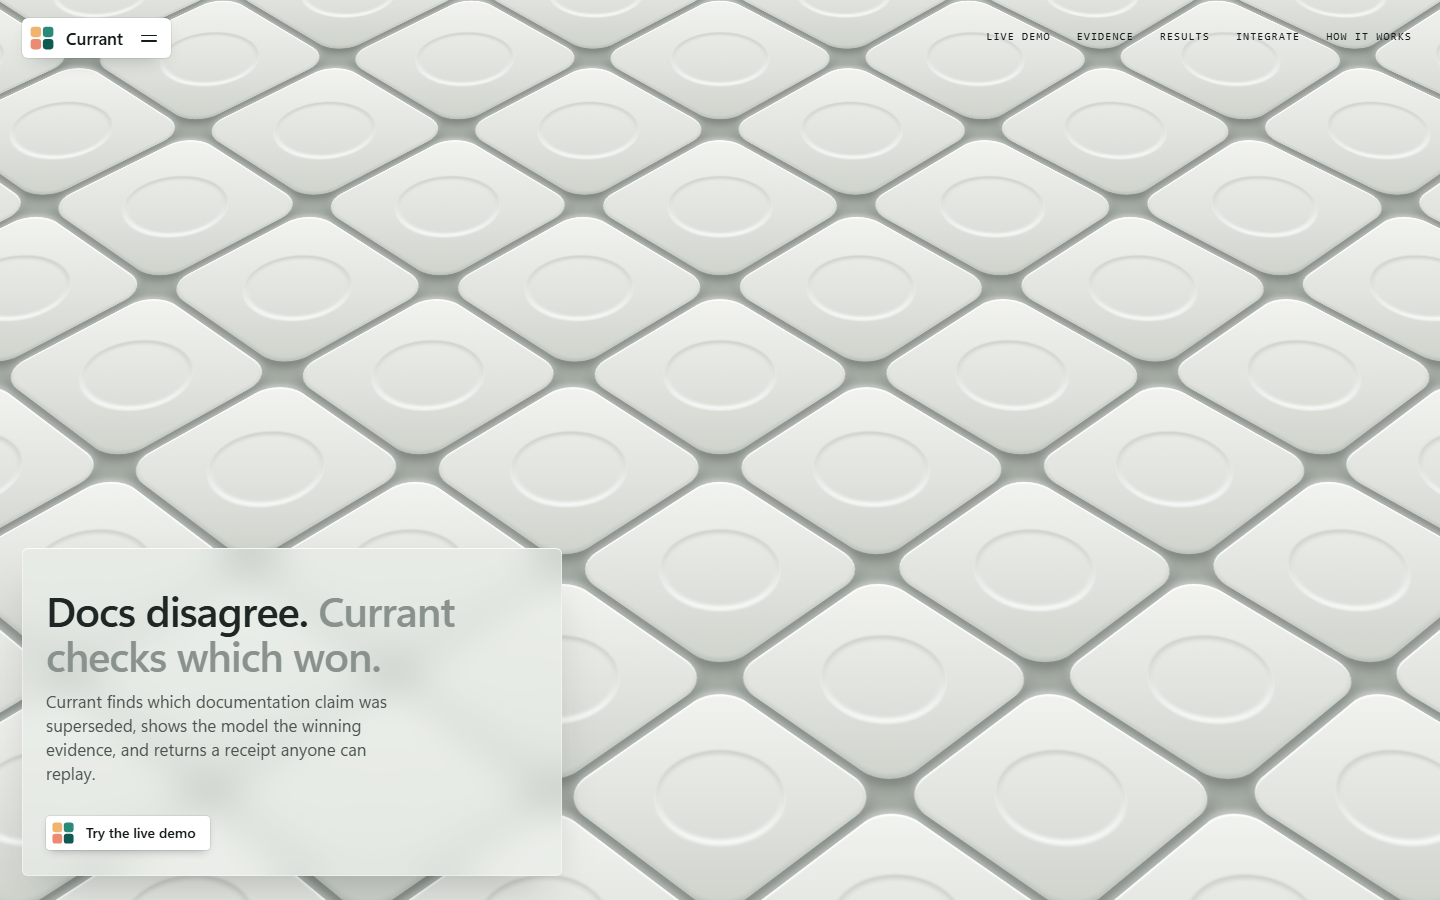 Currant
LIVE DEMO EVIDENCE RESULTS INTEGRATE HOW IT WORKS
Docs disagree. Currant
checks which won.
Currant finds which documentation claim was
superseded, shows the model the winning
evidence, and returns a receipt anyone can
replay.
Try the live demo